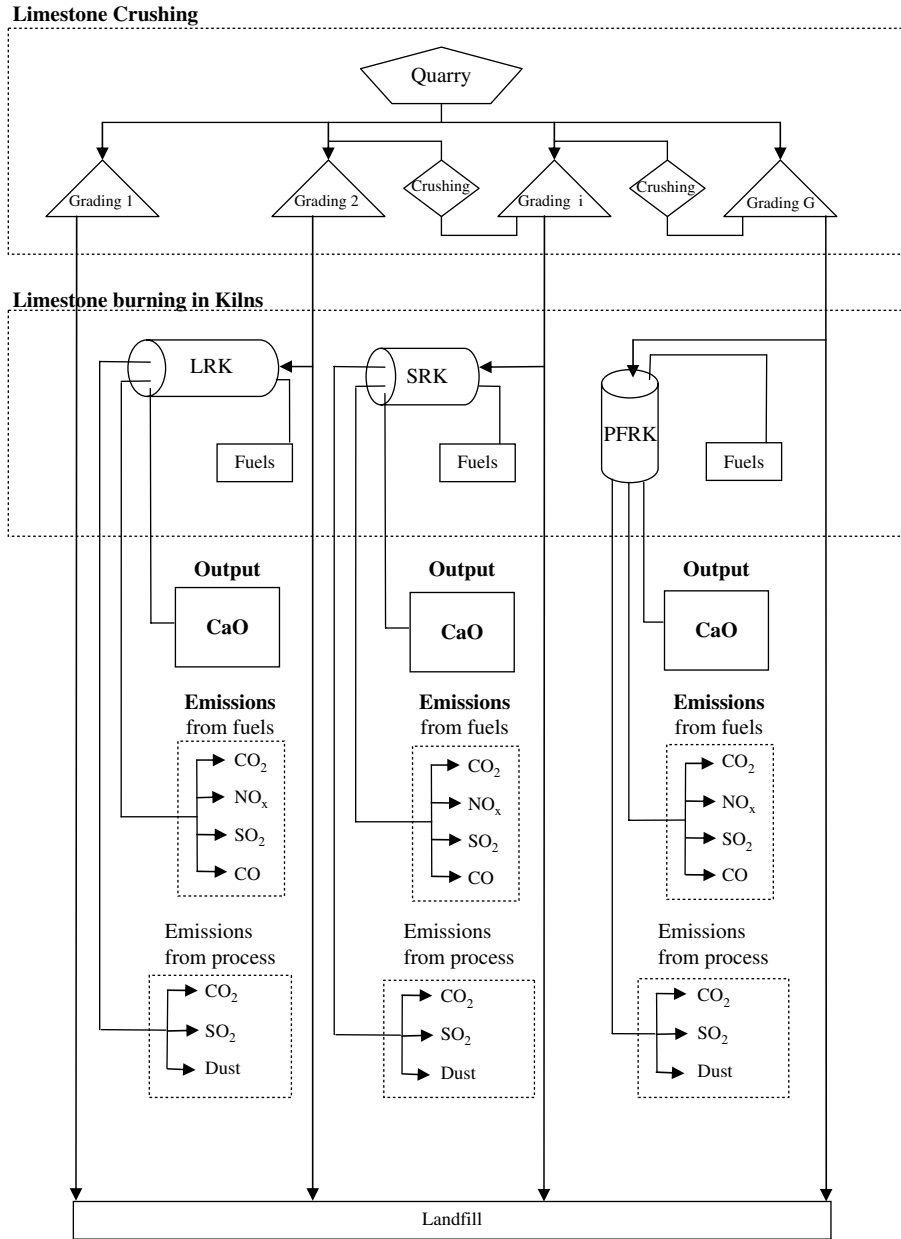 Limestone Crushing
Quarry
Grading 1
Grading 2
Crushing
Grading i
Crushing
Grading G
Limestone burning in Kilns
LRK
SRK
PFRK
Fuels
Fuels
Fuels
Output
Output
Output
CaO
CaO
CaO
Emissions
from fuels
CO₂
NOₓ
SO₂
CO
Emissions
from fuels
CO₂
NOₓ
SO₂
CO
Emissions
from fuels
CO₂
NOₓ
SO₂
CO
Emissions
from process
CO₂
SO₂
Dust
Emissions
from process
CO₂
SO₂
Dust
Emissions
from process
CO₂
SO₂
Dust
Landfill